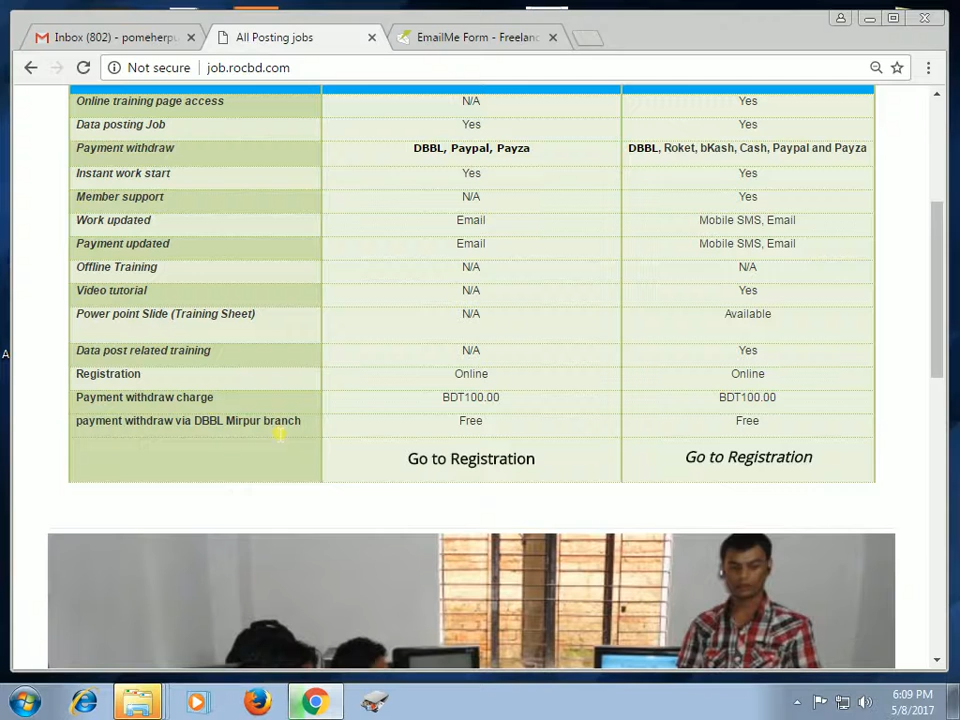 Inbox (802) - pomeherpu
All Posting jobs
EmailMe Form - Freelanc
Not secure
job.rocbd.com
Online training page access N/A Yes
Data posting Job Yes Yes
Payment withdraw DBBL, Paypal, Payza DBBL, Roket, bKash, Cash, Paypal and Payza
Instant work start Yes Yes
Member support N/A Yes
Work updated Email Mobile SMS, Email
Payment updated Email Mobile SMS, Email
Offline Training N/A N/A
Video tutorial N/A Yes
Power point Slide (Training Sheet) N/A Available
Data post related training N/A Yes
Registration Online Online
Payment withdraw charge BDT100.00 BDT100.00
payment withdraw via DBBL Mirpur branch Free Free
Go to Registration Go to Registration
A
6:09 PM
5/8/2017